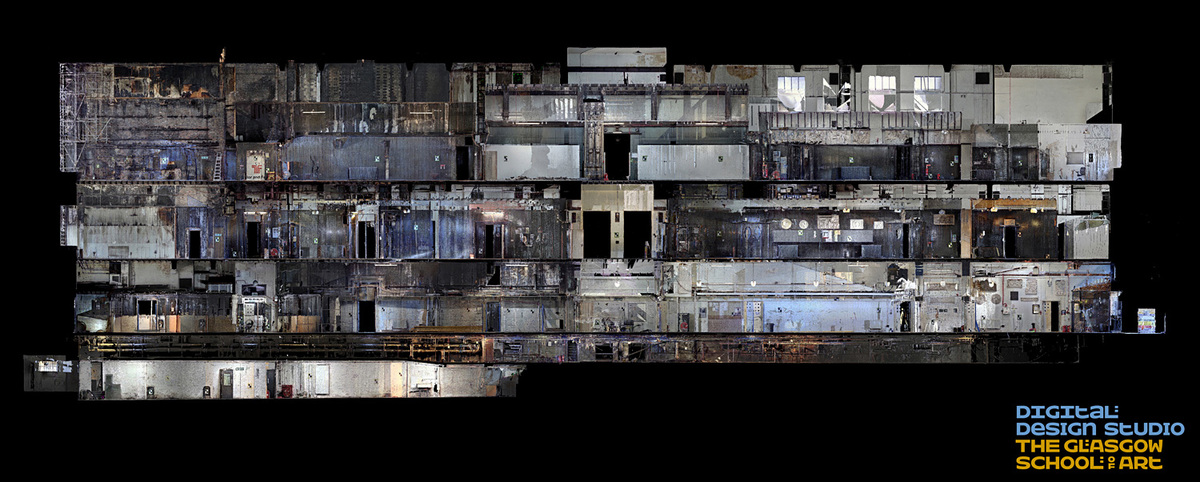 DIGITAL
DESIGN STUDIO
THE GLASGOW
SCHOOL OF ART